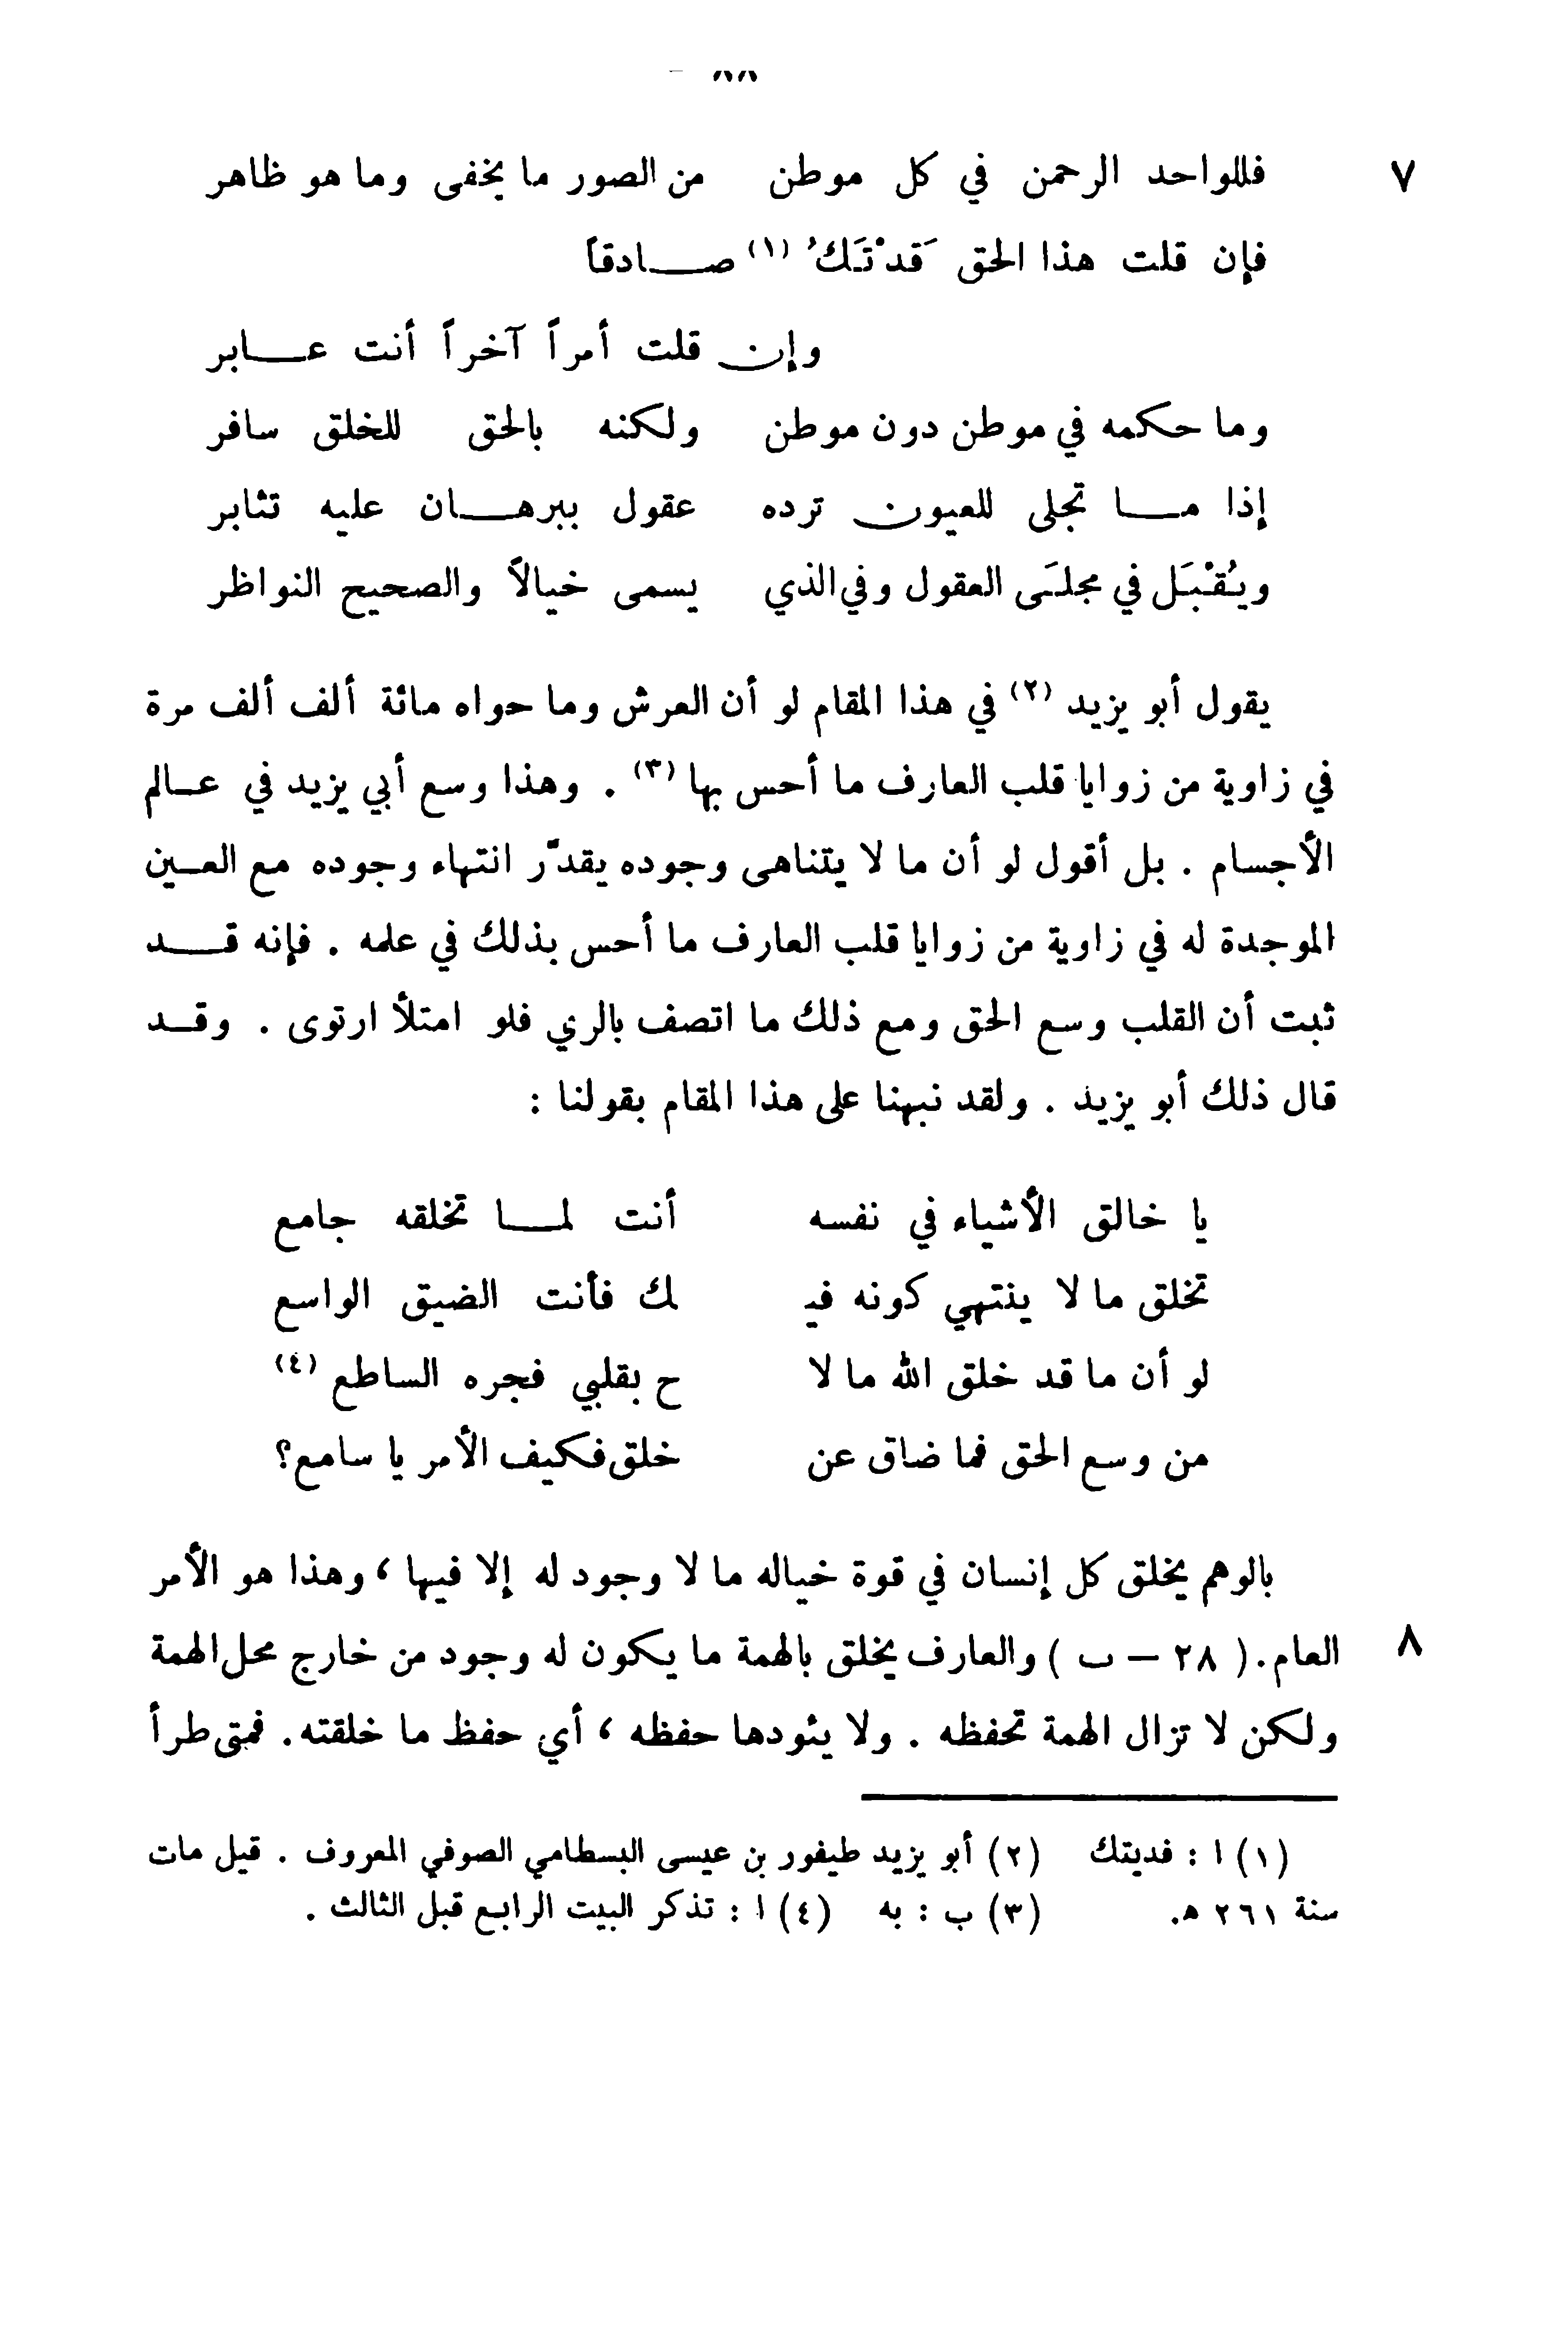 ٧ فللواحد الرحمن في كل موطن من الصور ما يخفى وما هو ظاهر
فإن قلت هذا الحق قَدْتَكُ (١) صـادقاً
وإن قلت أمراً آخراً أنت عـابر
وما حكمه في موطن دون موطن ولكنه بالحق للخلق سافر
إذا مـا تجلى للعيون ترده عقول ببرهـان عليه تثابر
ويُقْبَل في مجلَى العقول وفي الذي يسمى خيالاً والصحيح النواظر
يقول أبو يزيد (٢) في هذا المقام لو أن العرش وما حواه مائة ألف ألف مرة
في زاوية من زوايا قلب العارف ما أحس بها (٣) . وهذا وسع أبي يزيد في عـالم
الأجسام . بل أقول لو أن ما لا يتناهى وجوده يقدّر انتهاء وجوده مع العـين
الموجدة له في زاوية من زوايا قلب العارف ما أحس بذلك في علمه . فإنه قـد
ثبت أن القلب وسع الحق ومع ذلك ما اتصف بالري فلو امتلأ ارتوى . وقـد
قال ذلك أبو يزيد . ولقد نبهنا على هذا المقام بقولنا :
يا خالق الأشياء في نفسه أنت لمـا تخلقه جامع
تخلق ما لا ينتهي كونه فيـ ـك فأنت الضيق الواسع
لو أن ما قد خلق الله ما لا ح بقلبي فجره الساطع (٤)
من وسع الحق فما ضاق عن خلق فكيف الأمر يا سامع؟
بالوهم يخلق كل إنسان في قوة خياله ما لا وجود له إلا فيها ، وهذا هو الأمر
٨ العام. ( ٢٨ – ب ) والعارف يخلق بالهمة ما يكون له وجود من خارج محل الهمة
ولكن لا تزال الهمة تحفظه . ولا يئودها حفظه ، أي حفظ ما خلقته . فمتى طرأ
(١) ا : فديتك (٢) أبو يزيد طيفور بن عيسى البسطامي الصوفي المعروف . قيل مات
سنة ٢٦١ ه. (٣) ب : به (٤) ا : تذكر البيت الرابع قبل الثالث .